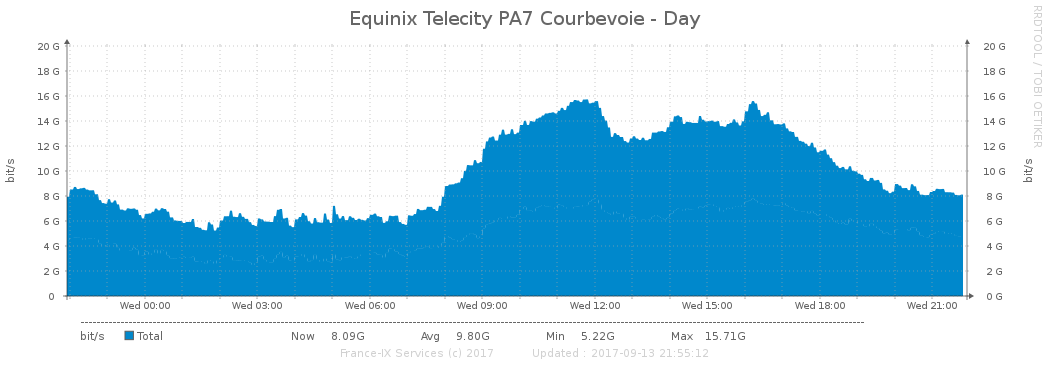 Equinix Telecity PA7 Courbevoie - Day
RRDTOOL / TOBI OETIKER
20 G 20 G
18 G 18 G
16 G 16 G
14 G 14 G
12 G 12 G
10 G 10 G
8 G 8 G
6 G 6 G
4 G 4 G
2 G 2 G
0 0 G
bit/s
bit/s
Wed 00:00 Wed 03:00 Wed 06:00 Wed 09:00 Wed 12:00 Wed 15:00 Wed 18:00 Wed 21:00
bit/s Total Now 8.09G Avg 9.80G Min 5.22G Max 15.71G
France-IX Services (c) 2017 Updated : 2017-09-13 21:55:12